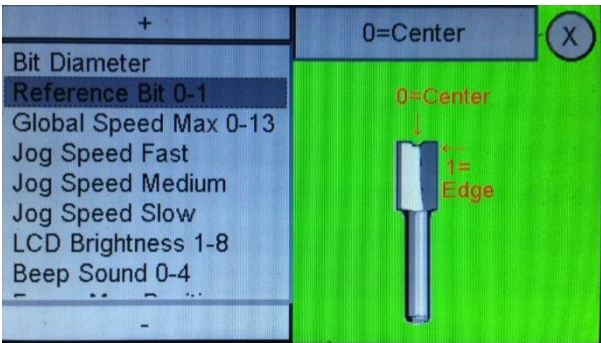 +
Bit Diameter
Reference Bit 0-1
Global Speed Max 0-13
Jog Speed Fast
Jog Speed Medium
Jog Speed Slow
LCD Brightness 1-8
Beep Sound 0-4
-
0=Center
X
0=Center
1=
Edge